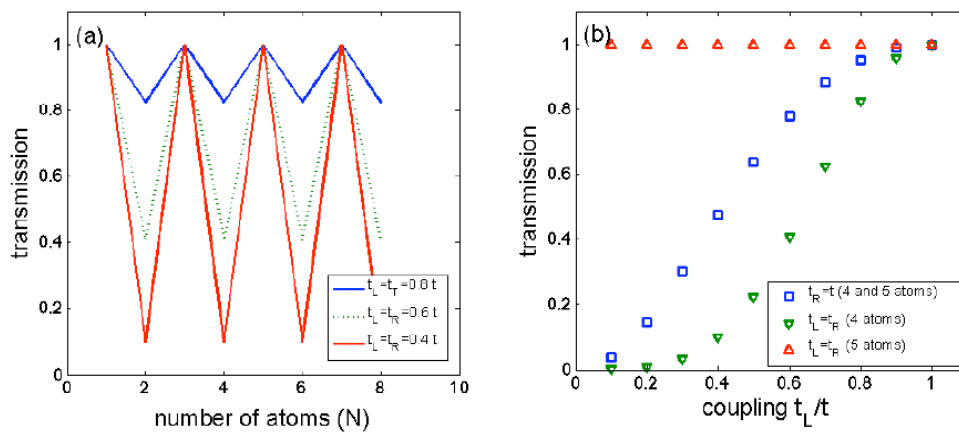 (a)
transmission
1
0.8
0.6
0.4
0.2
0
0 2 4 6 8 10
number of atoms (N)
t_L=t_T=0.8 t
t_L=t_R=0.6 t
t_L=t_R=0.4 t
(b)
transmission
1
0.8
0.6
0.4
0.2
0
0 0.2 0.4 0.6 0.8 1
coupling t_L/t
t_R=t (4 and 5 atoms)
t_L=t_R (4 atoms)
t_L=t_R (5 atoms)